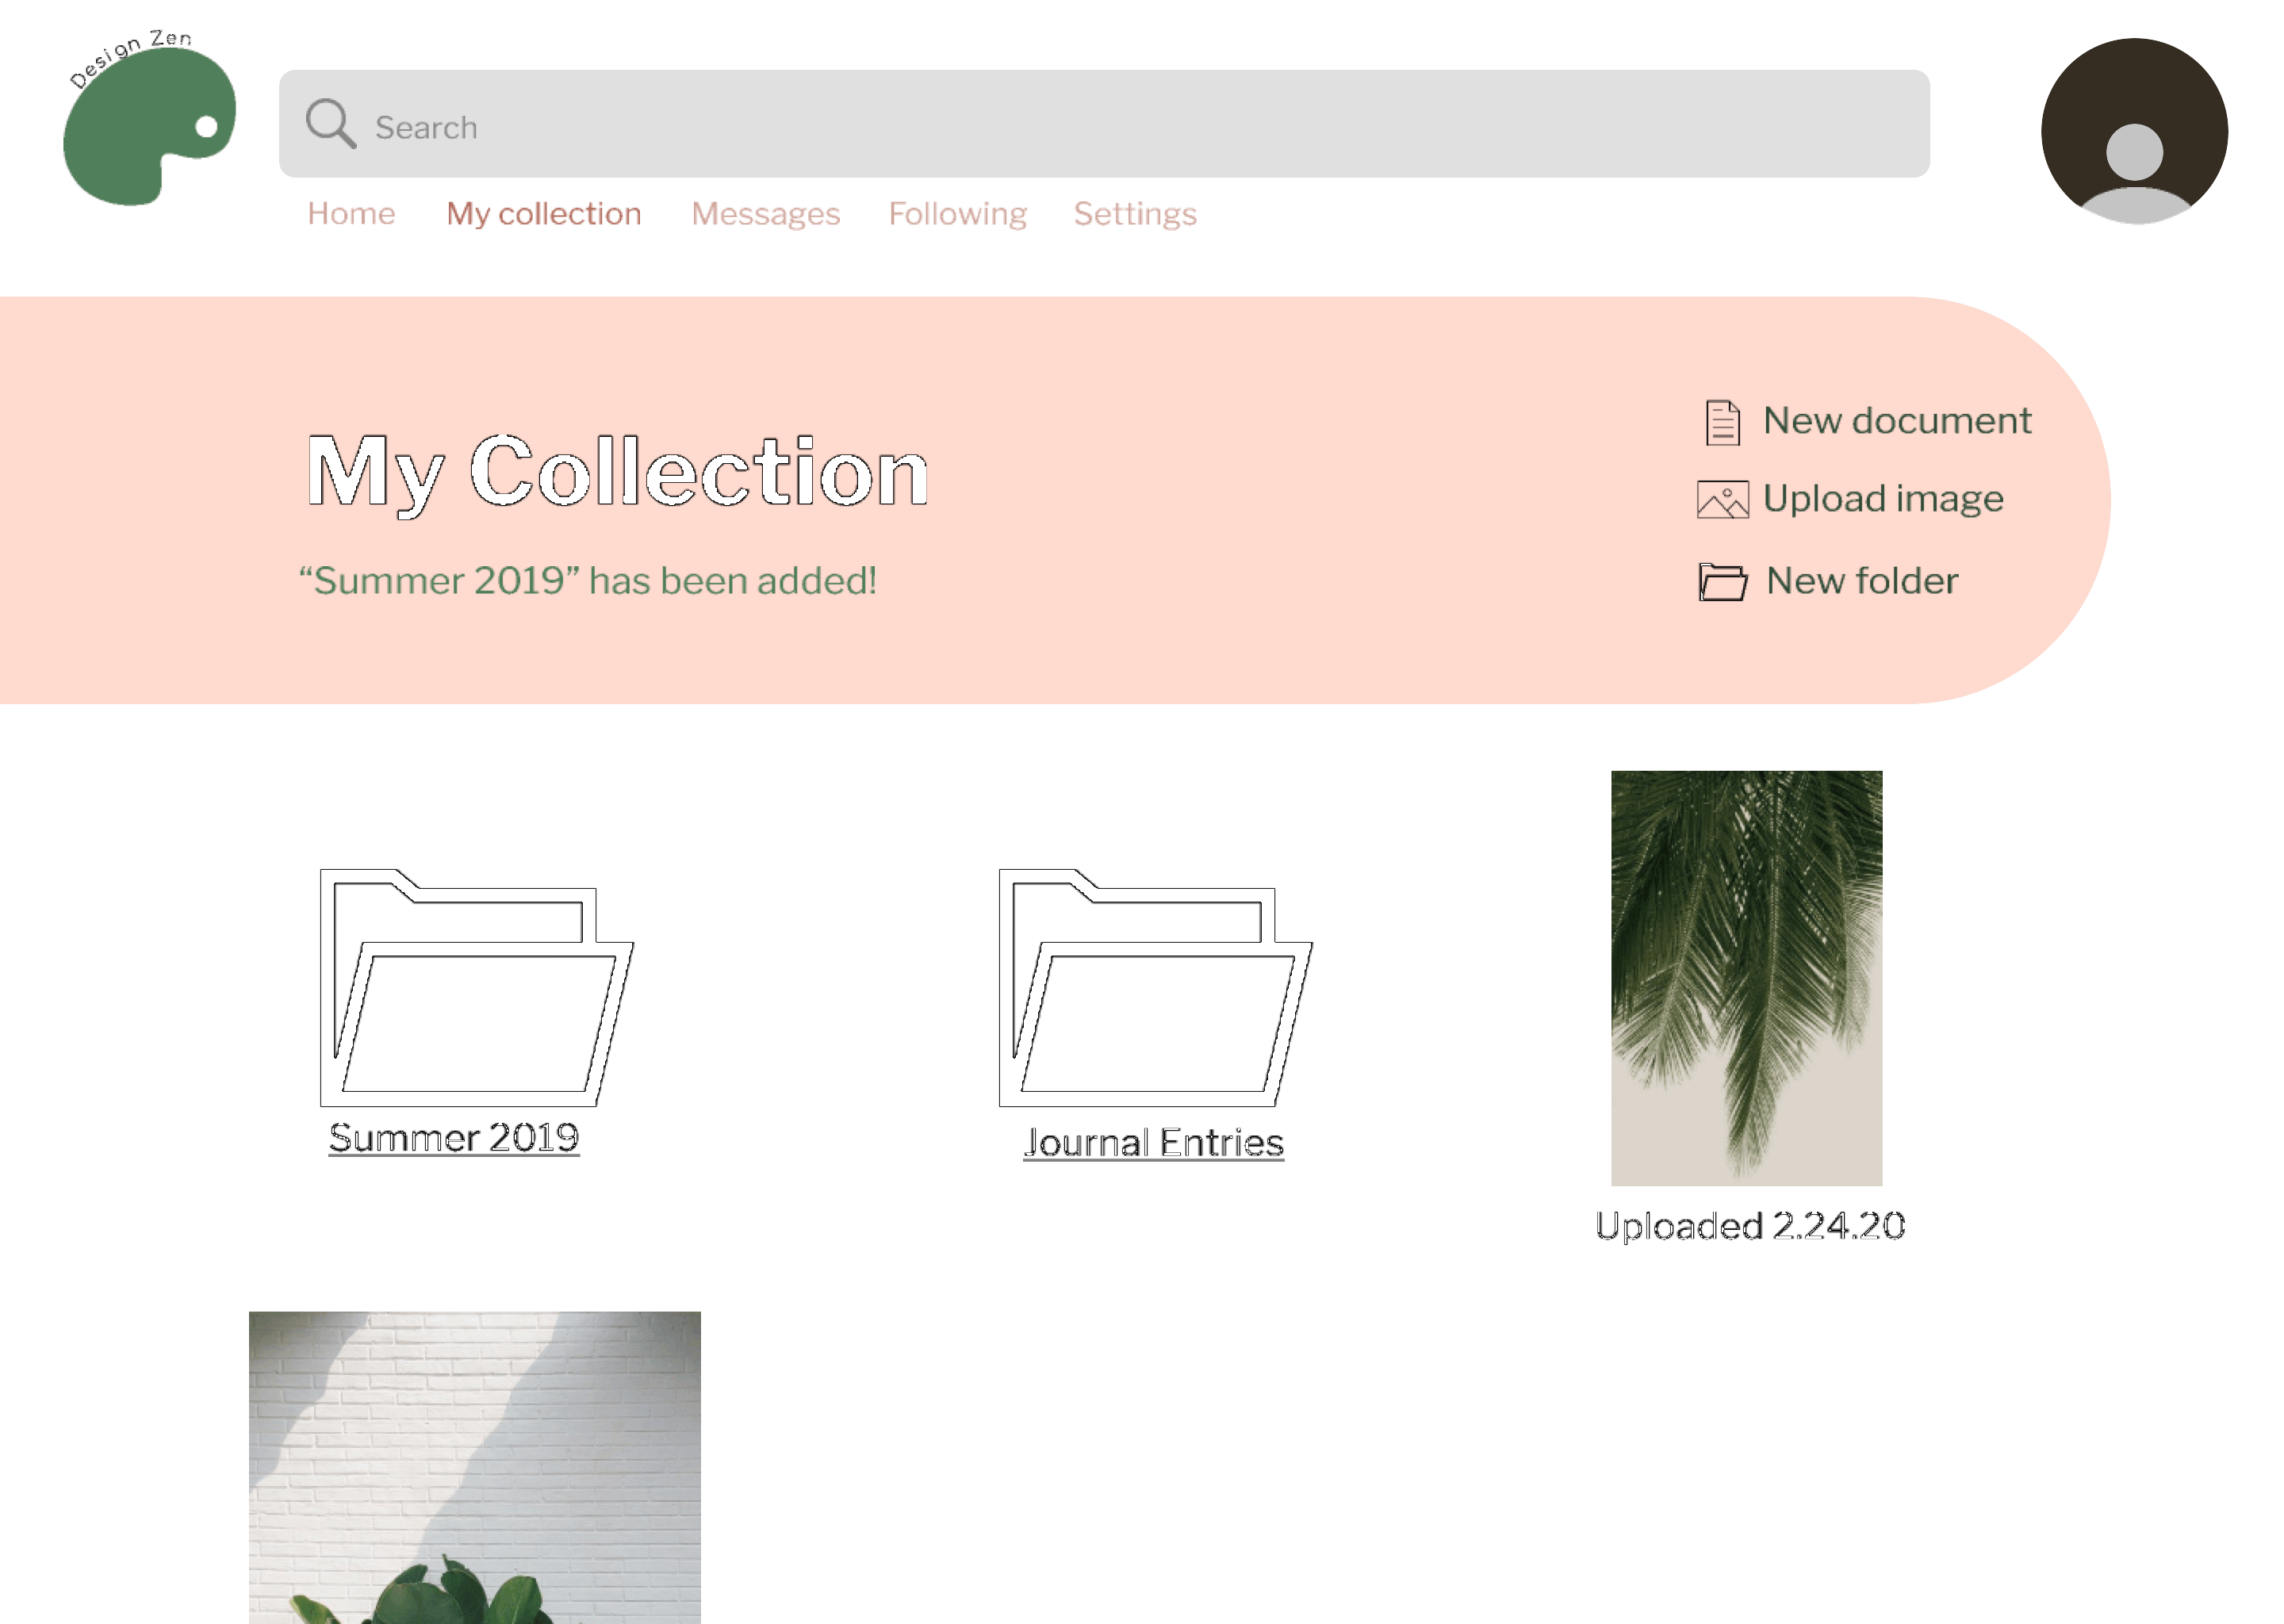 Design Zen
Search
Home My collection Messages Following Settings
My Collection
“Summer 2019” has been added!
New document
Upload image
New folder
Summer 2019
Journal Entries
Uploaded 2.24.20